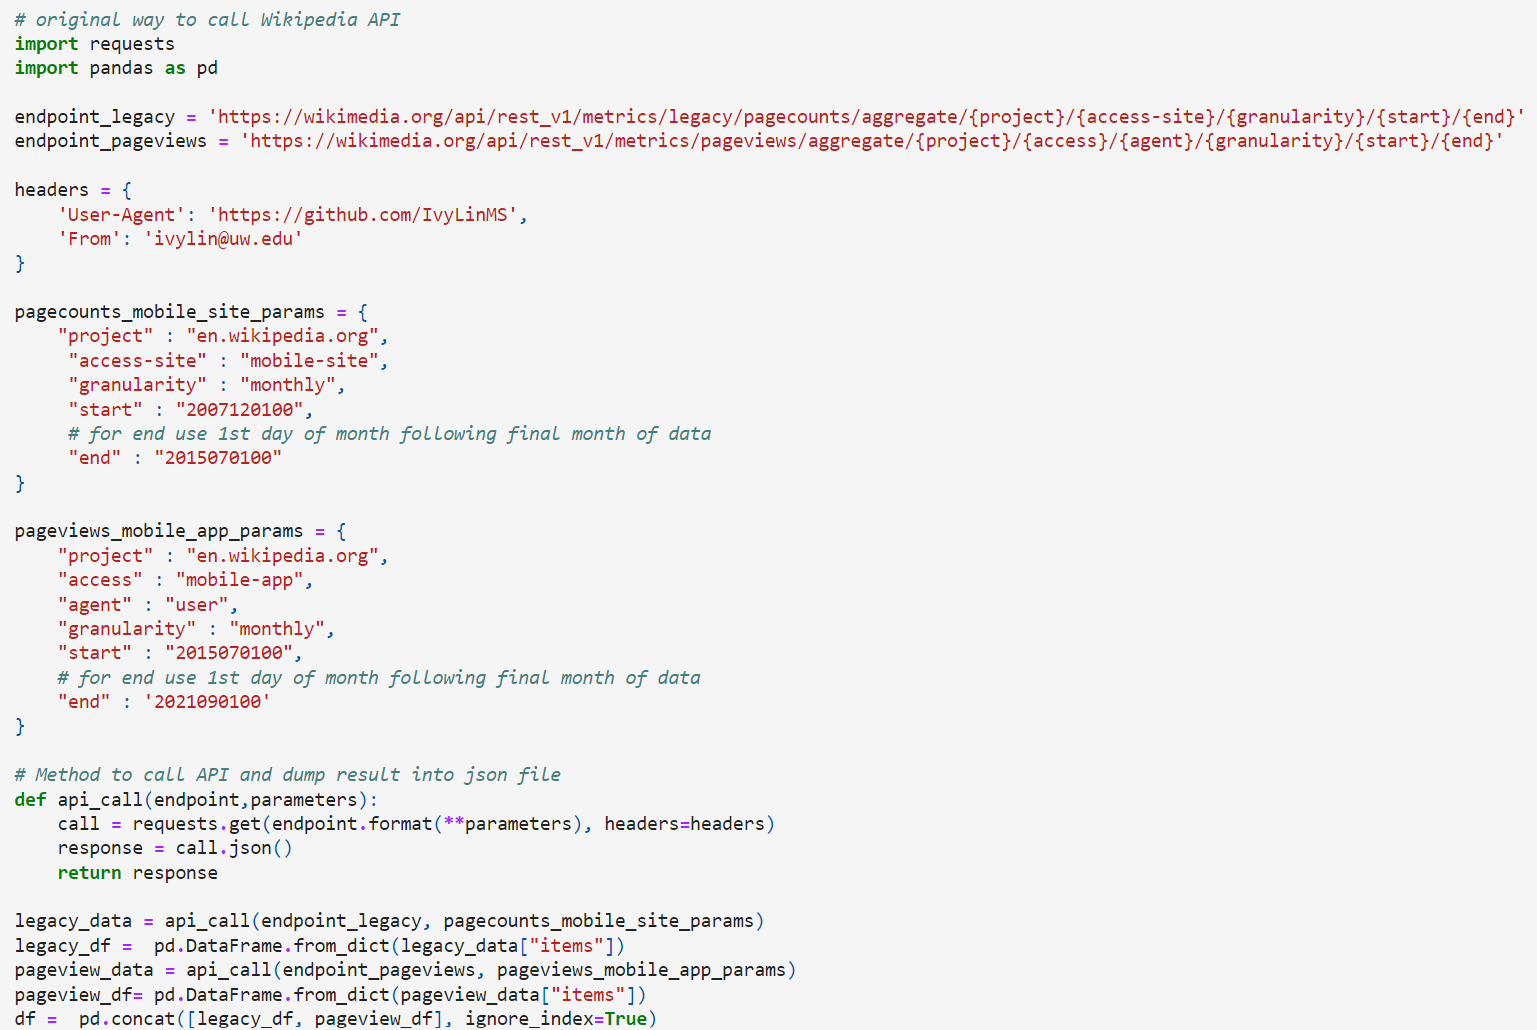 # original way to call Wikipedia API
import requests
import pandas as pd

endpoint_legacy = 'https://wikimedia.org/api/rest_v1/metrics/legacy/pagecounts/aggregate/{project}/{access-site}/{granularity}/{start}/{end}'
endpoint_pageviews = 'https://wikimedia.org/api/rest_v1/metrics/pageviews/aggregate/{project}/{access}/{agent}/{granularity}/{start}/{end}'

headers = {
    'User-Agent': 'https://github.com/IvyLinMS',
    'From': 'ivylin@uw.edu'
}

pagecounts_mobile_site_params = {
    "project" : "en.wikipedia.org",
     "access-site" : "mobile-site",
     "granularity" : "monthly",
     "start" : "2007120100",
     # for end use 1st day of month following final month of data
     "end" : "2015070100"
}

pageviews_mobile_app_params = {
    "project" : "en.wikipedia.org",
    "access" : "mobile-app",
    "agent" : "user",
    "granularity" : "monthly",
    "start" : "2015070100",
    # for end use 1st day of month following final month of data
    "end" : '2021090100'
}

# Method to call API and dump result into json file
def api_call(endpoint,parameters):
    call = requests.get(endpoint.format(**parameters), headers=headers)
    response = call.json()
    return response

legacy_data = api_call(endpoint_legacy, pagecounts_mobile_site_params)
legacy_df =  pd.DataFrame.from_dict(legacy_data["items"])
pageview_data = api_call(endpoint_pageviews, pageviews_mobile_app_params)
pageview_df= pd.DataFrame.from_dict(pageview_data["items"])
df =  pd.concat([legacy_df, pageview_df], ignore_index=True)